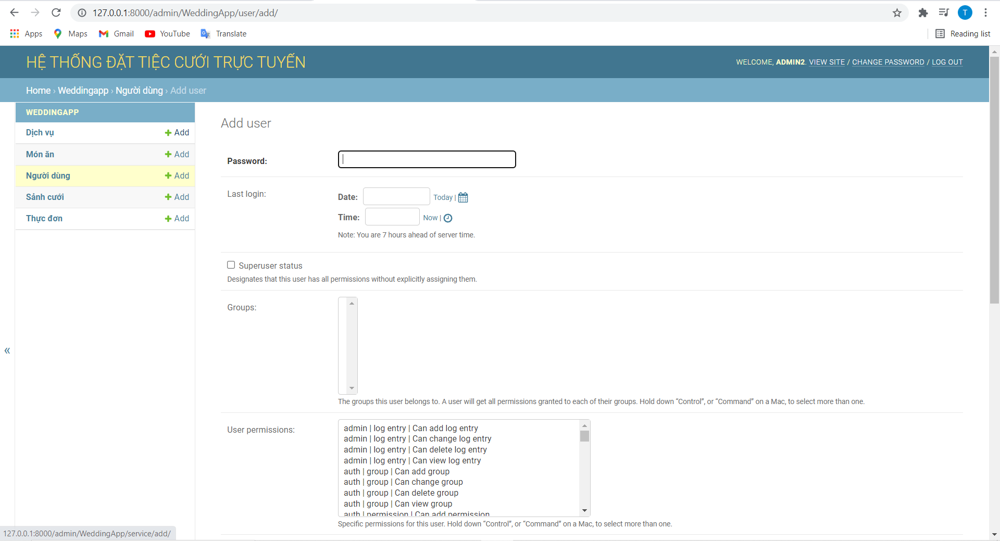 127.0.0.1:8000/admin/WeddingApp/user/add/
T
Apps Maps Gmail YouTube Translate Reading list
HỆ THỐNG ĐẶT TIỆC CƯỚI TRỰC TUYẾN
WELCOME, ADMIN2. VIEW SITE / CHANGE PASSWORD / LOG OUT
Home › Weddingapp › Người dùng › Add user
WEDDINGAPP
Dịch vụ + Add
Món ăn + Add
Người dùng + Add
Sảnh cưới + Add
Thực đơn + Add
«
Add user
Password:
Last login:
Date: Today |
Time: Now |
Note: You are 7 hours ahead of server time.
Superuser status
Designates that this user has all permissions without explicitly assigning them.
Groups:
The groups this user belongs to. A user will get all permissions granted to each of their groups. Hold down “Control”, or “Command” on a Mac, to select more than one.
User permissions:
admin | log entry | Can add log entry
admin | log entry | Can change log entry
admin | log entry | Can delete log entry
admin | log entry | Can view log entry
auth | group | Can add group
auth | group | Can change group
auth | group | Can delete group
auth | group | Can view group
auth | permission | Can add permission
Specific permissions for this user. Hold down “Control”, or “Command” on a Mac, to select more than one.
127.0.0.1:8000/admin/WeddingApp/service/add/